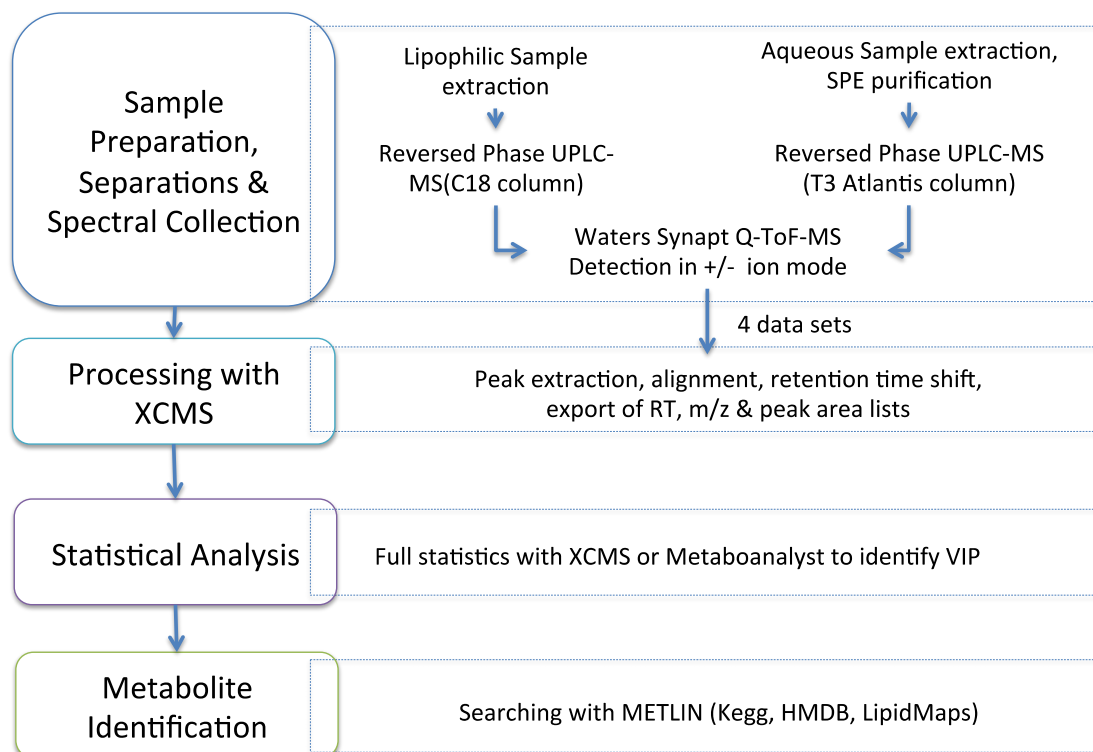 Sample
Preparation,
Separations &
Spectral Collection
Lipophilic Sample
extraction
Aqueous Sample extraction,
SPE purification
Reversed Phase UPLC-
MS(C18 column)
Reversed Phase UPLC-MS
(T3 Atlantis column)
Waters Synapt Q-ToF-MS
Detection in +/- ion mode
4 data sets
Processing with
XCMS
Peak extraction, alignment, retention time shift,
export of RT, m/z & peak area lists
Statistical Analysis
Full statistics with XCMS or Metaboanalyst to identify VIP
Metabolite
Identification
Searching with METLIN (Kegg, HMDB, LipidMaps)